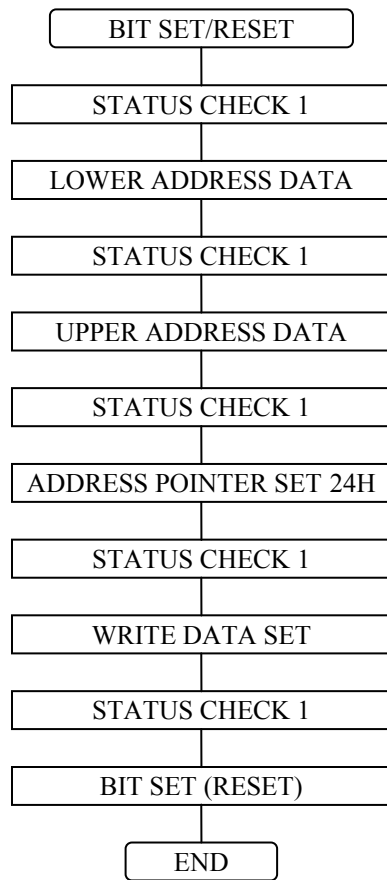 BIT SET/RESET
STATUS CHECK 1
LOWER ADDRESS DATA
STATUS CHECK 1
UPPER ADDRESS DATA
STATUS CHECK 1
ADDRESS POINTER SET 24H
STATUS CHECK 1
WRITE DATA SET
STATUS CHECK 1
BIT SET (RESET)
END